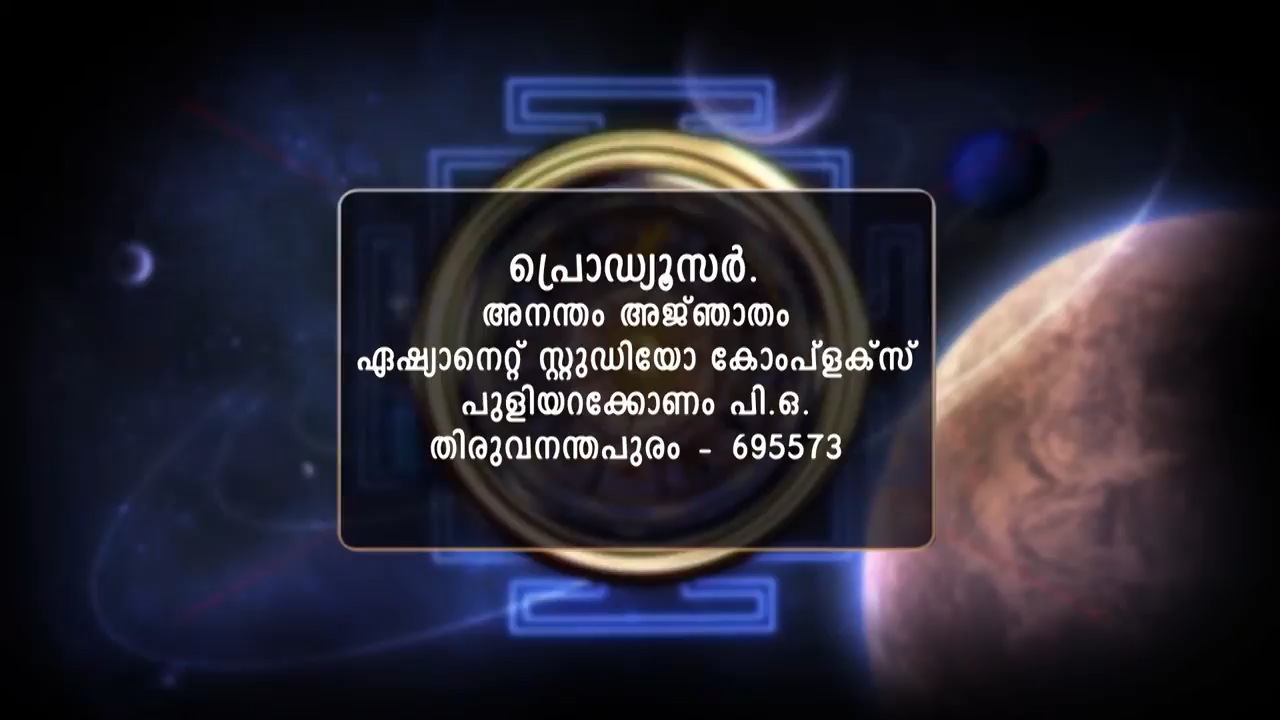 പ്രൊഡ്യൂസർ.
അനന്തം അജ്ഞാതം
ഏഷ്യാനെറ്റ് സ്റ്റുഡിയോ കോംപ്ളക്സ്
പുളിയറക്കോണം പി.ഒ.
തിരുവനന്തപുരം - 695573